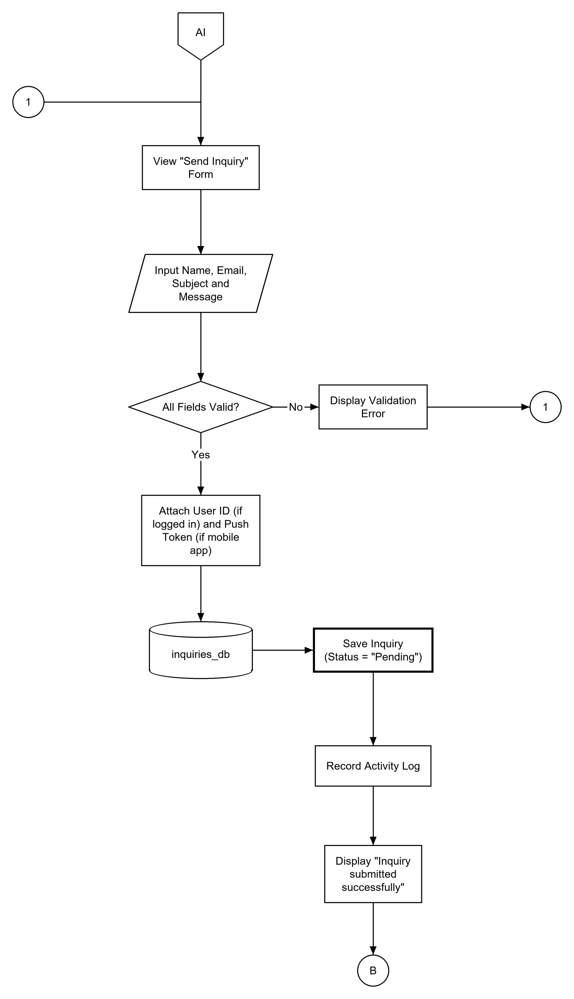 AI
1
View "Send Inquiry"
Form
Input Name, Email,
Subject and
Message
All Fields Valid?
No
Display Validation
Error
1
Yes
Attach User ID (if
logged in) and Push
Token (if mobile
app)
inquiries_db
Save Inquiry
(Status = "Pending")
Record Activity Log
Display "Inquiry
submitted
successfully"
B